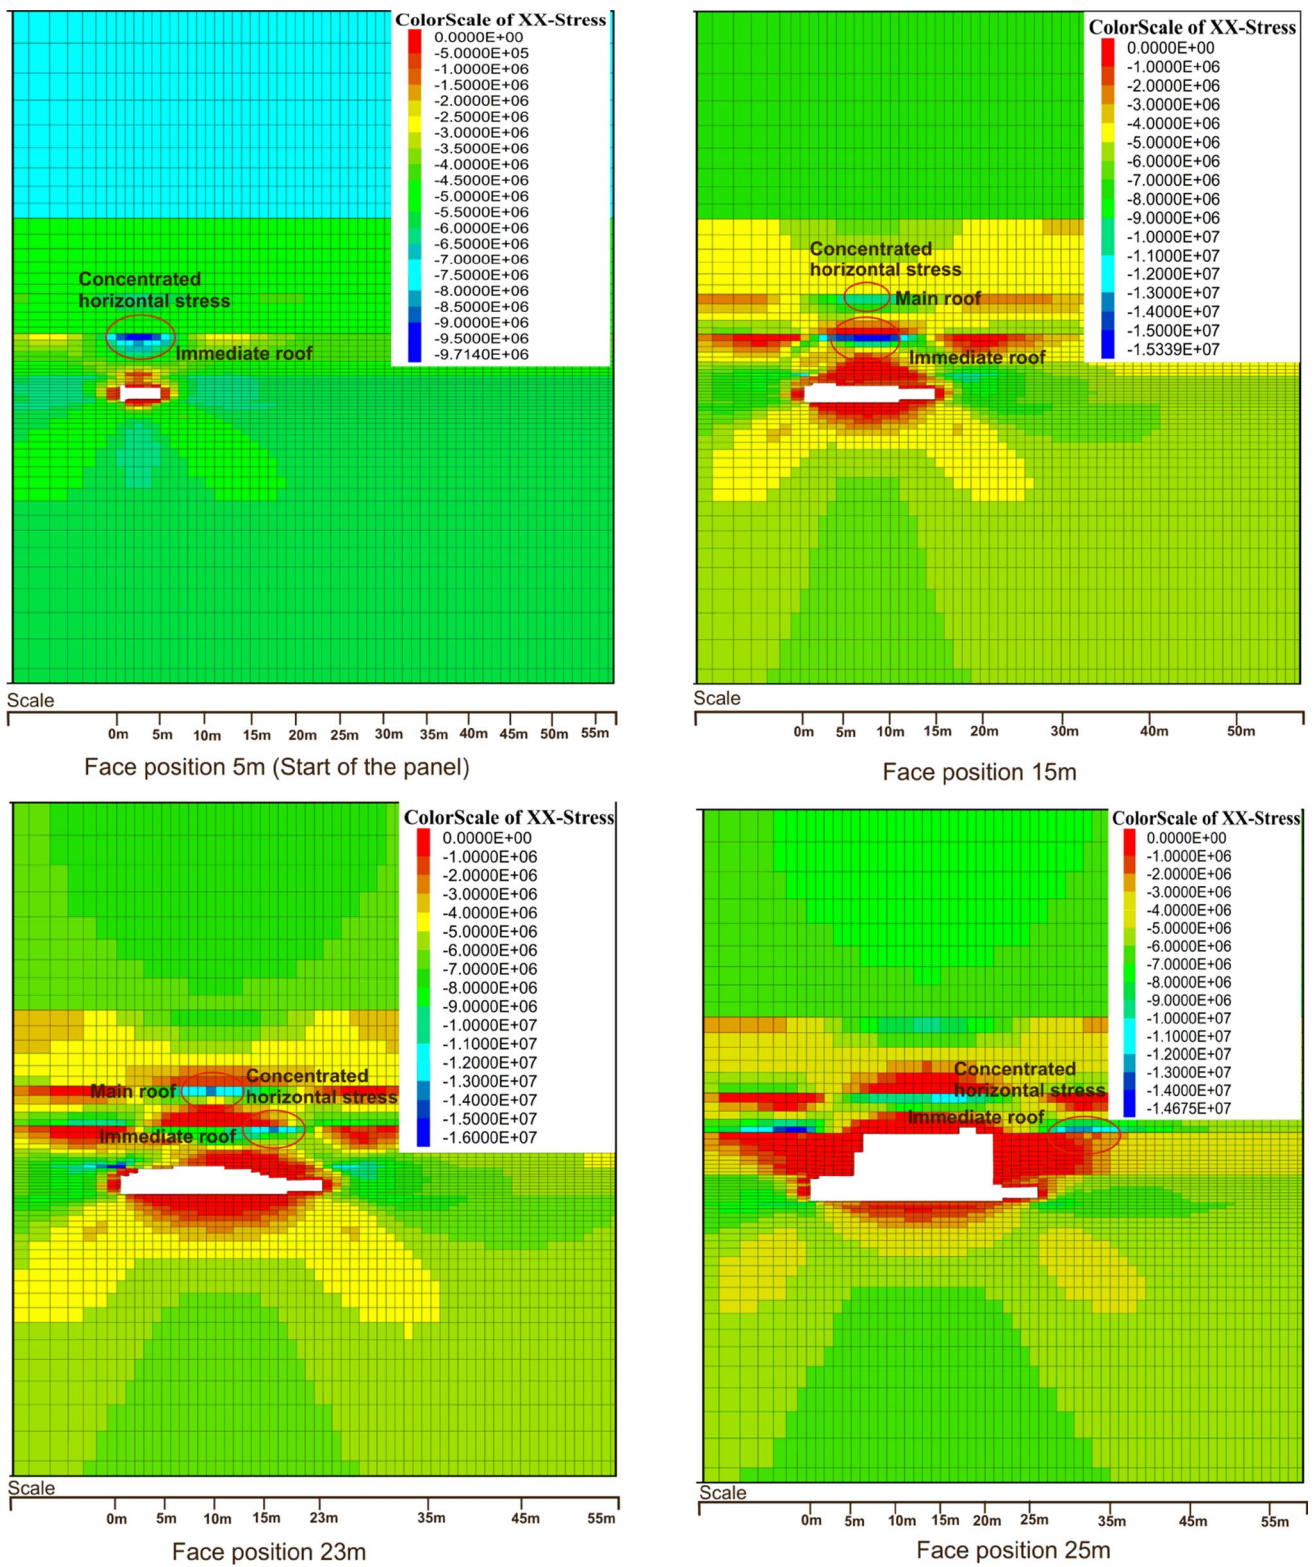 ColorScale of XX-Stress
0.0000E+00
-5.0000E+05
-1.0000E+06
-1.5000E+06
-2.0000E+06
-2.5000E+06
-3.0000E+06
-3.5000E+06
-4.0000E+06
-4.5000E+06
-5.0000E+06
-5.5000E+06
-6.0000E+06
-6.5000E+06
-7.0000E+06
-7.5000E+06
-8.0000E+06
-8.5000E+06
-9.0000E+06
-9.5000E+06
-9.7140E+06
Concentrated
horizontal stress
Immediate roof
Scale
0m 5m 10m 15m 20m 25m 30m 35m 40m 45m 50m 55m
Face position 5m (Start of the panel)
ColorScale of XX-Stress
0.0000E+00
-1.0000E+06
-2.0000E+06
-3.0000E+06
-4.0000E+06
-5.0000E+06
-6.0000E+06
-7.0000E+06
-8.0000E+06
-9.0000E+06
-1.0000E+07
-1.1000E+07
-1.2000E+07
-1.3000E+07
-1.4000E+07
-1.5000E+07
-1.5339E+07
Concentrated
horizontal stress
Main roof
Immediate roof
Scale
0m 5m 10m 15m 20m 30m 40m 50m
Face position 15m
ColorScale of XX-Stress
0.0000E+00
-1.0000E+06
-2.0000E+06
-3.0000E+06
-4.0000E+06
-5.0000E+06
-6.0000E+06
-7.0000E+06
-8.0000E+06
-9.0000E+06
-1.0000E+07
-1.1000E+07
-1.2000E+07
-1.3000E+07
-1.4000E+07
-1.5000E+07
-1.6000E+07
Main roof
Concentrated
horizontal stress
Immediate roof
Scale
0m 5m 10m 15m 23m 35m 45m 55m
Face position 23m
ColorScale of XX-Stress
0.0000E+00
-1.0000E+06
-2.0000E+06
-3.0000E+06
-4.0000E+06
-5.0000E+06
-6.0000E+06
-7.0000E+06
-8.0000E+06
-9.0000E+06
-1.0000E+07
-1.1000E+07
-1.2000E+07
-1.3000E+07
-1.4000E+07
-1.4675E+07
Concentrated
horizontal stress
Immediate roof
Scale
0m 5m 10m 15m 20m 25m 35m 45m 55m
Face position 25m